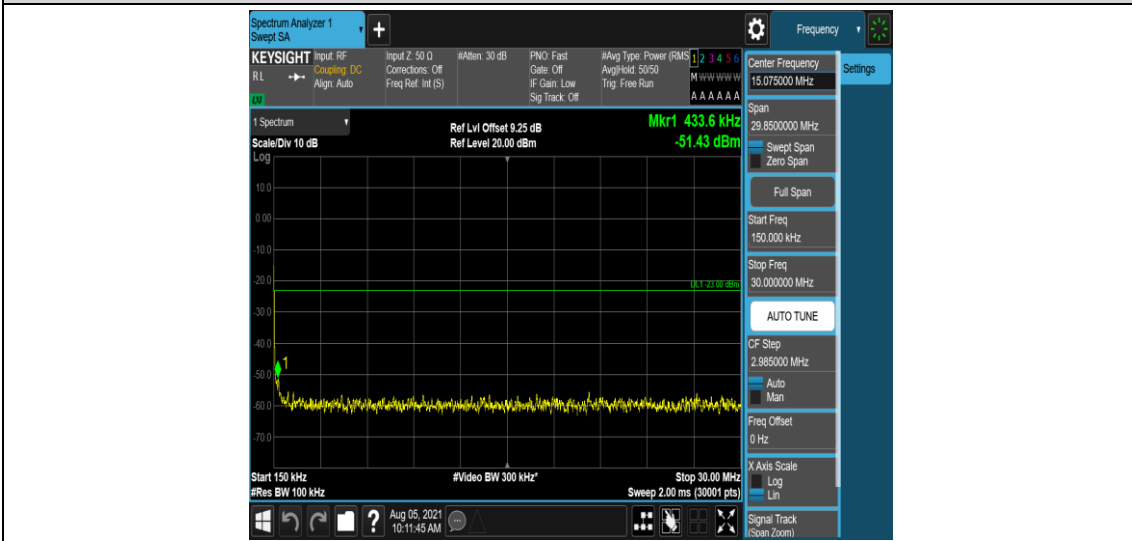 Spectrum Analyzer 1
Swept SA
+
Frequency
KEYSIGHT
R L
LXI
Input: RF
Coupling: DC
Align: Auto
Input Z: 50 Ω
Corrections: Off
Freq Ref: Int (S)
#Atten: 30 dB
PNO: Fast
Gate: Off
IF Gain: Low
Sig Track: Off
#Avg Type: Power (RMS
Avg|Hold: 50/50
Trig: Free Run
1 2 3 4 5 6
M W W W W W
A A A A A A
1 Spectrum
Scale/Div 10 dB
Log
Ref Lvl Offset 9.25 dB
Ref Level 20.00 dBm
Mkr1 433.6 kHz
-51.43 dBm
10.0
0.00
-10.0
-20.0
DL1 -23.00 dBm
-30.0
-40.0
1
-50.0
-60.0
-70.0
Start 150 kHz
#Res BW 100 kHz
#Video BW 300 kHz*
Stop 30.00 MHz
Sweep 2.00 ms (30001 pts)
Aug 05, 2021
10:11:45 AM
?
Center Frequency
15.075000 MHz
Settings
Span
29.8500000 MHz
Swept Span
Zero Span
Full Span
Start Freq
150.000 kHz
Stop Freq
30.000000 MHz
AUTO TUNE
CF Step
2.985000 MHz
Auto
Man
Freq Offset
0 Hz
X Axis Scale
Log
Lin
Signal Track
(Span Zoom)